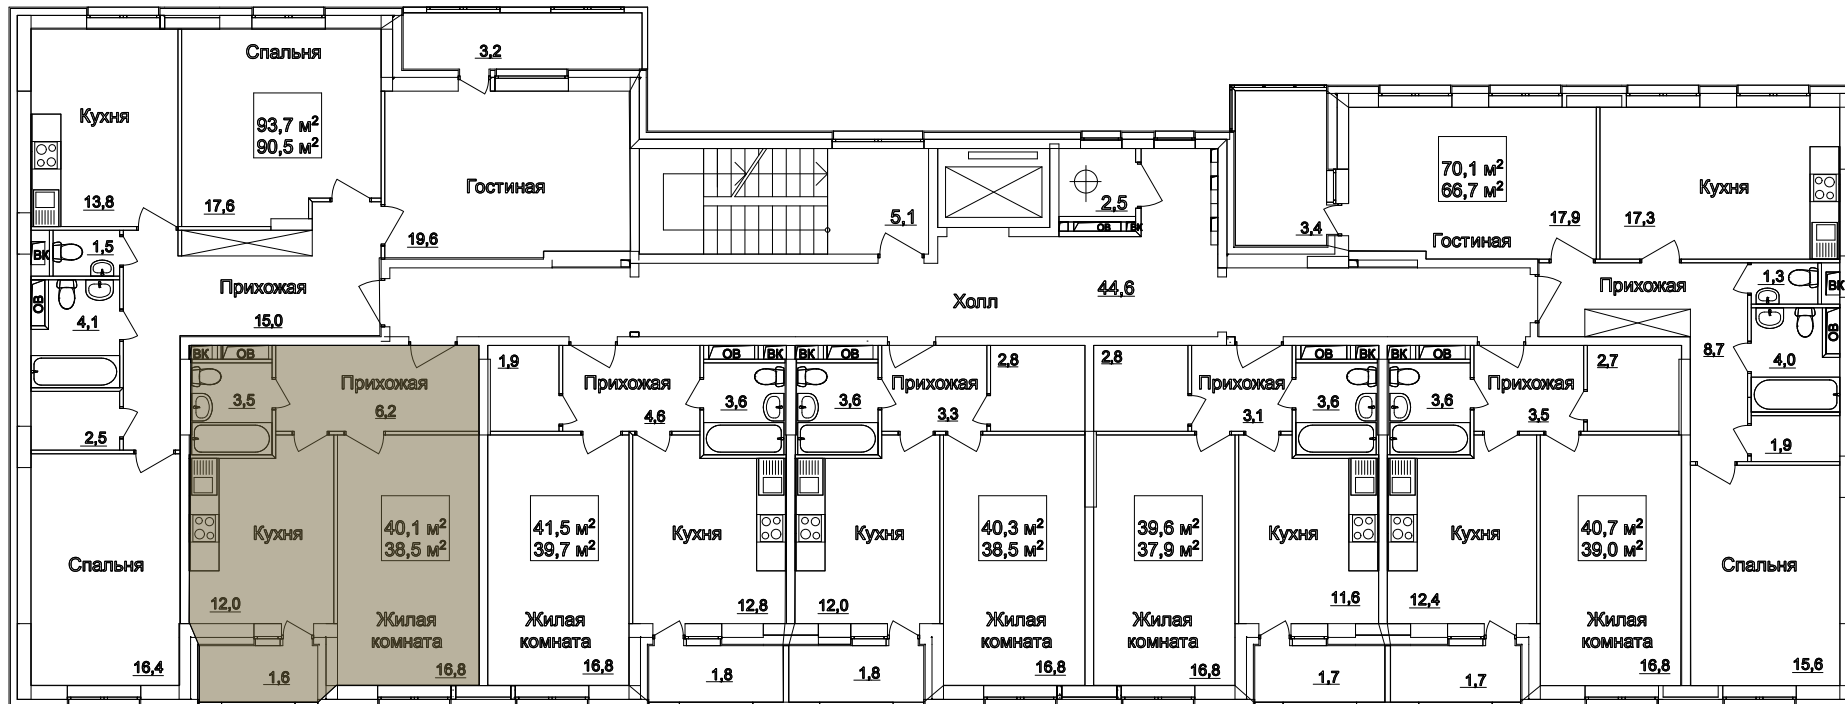 3,2
Спальня
Кухня
93,7 м²
90,5 м²
13,8
17,6
Гостиная
19,6
5,1
2,5
ОВ
ВК
3,4
70,1 м²
66,7 м²
17,9
Гостиная
Кухня
17,3
ВК
1,5
ОВ
4,1
Прихожая
15,0
2,5
Холл
44,6
Прихожая
1,3
ВК
ОВ
8,7
4,0
1,9
ВК
ОВ
3,5
Прихожая
6,2
1,9
Прихожая
4,6
ОВ
ВК
3,6
ВК
ОВ
3,6
Прихожая
3,3
2,8
2,8
Прихожая
3,1
ОВ
ВК
3,6
ВК
ОВ
3,6
Прихожая
3,5
2,7
Спальня
16,4
Кухня
12,0
1,6
40,1 м²
38,5 м²
Жилая
комната
16,8
41,5 м²
39,7 м²
Жилая
комната
16,8
Кухня
12,8
1,8
Кухня
12,0
1,8
40,3 м²
38,5 м²
Жилая
комната
16,8
39,6 м²
37,9 м²
Жилая
комната
16,8
Кухня
11,6
1,7
Кухня
12,4
1,7
40,7 м²
39,0 м²
Жилая
комната
16,8
Спальня
15,6